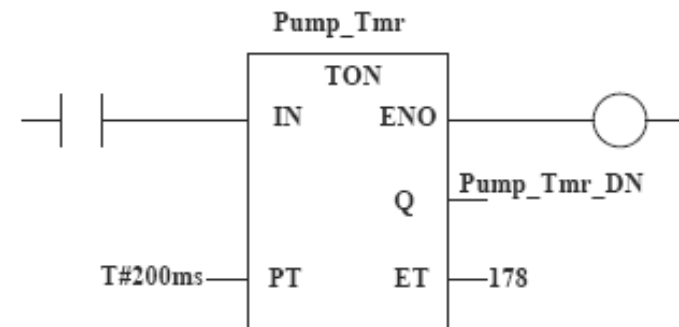 Pump_Tmr
TON
IN ENO
Q Pump_Tmr_DN
T#200ms PT ET 178